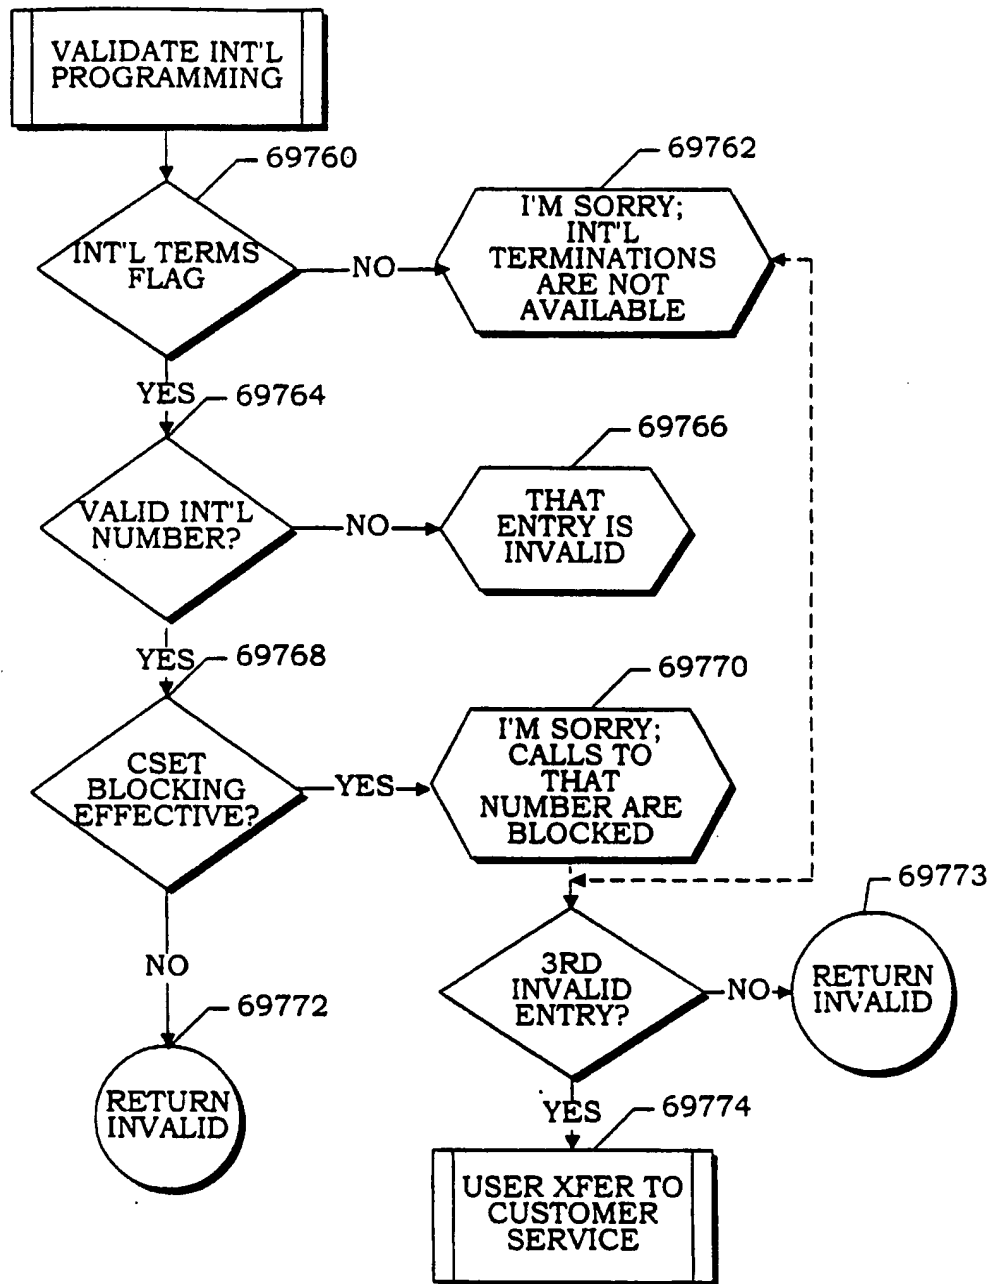 VALIDATE INT'L
PROGRAMMING
69760
INT'L TERMS
FLAG
NO
69762
I'M SORRY;
INT'L
TERMINATIONS
ARE NOT
AVAILABLE
YES
69764
VALID INT'L
NUMBER?
NO
69766
THAT
ENTRY IS
INVALID
YES
69768
CSET
BLOCKING
EFFECTIVE?
YES
69770
I'M SORRY;
CALLS TO
THAT
NUMBER ARE
BLOCKED
NO
69772
RETURN
INVALID
3RD
INVALID
ENTRY?
NO
69773
RETURN
INVALID
YES
69774
USER XFER TO
CUSTOMER
SERVICE